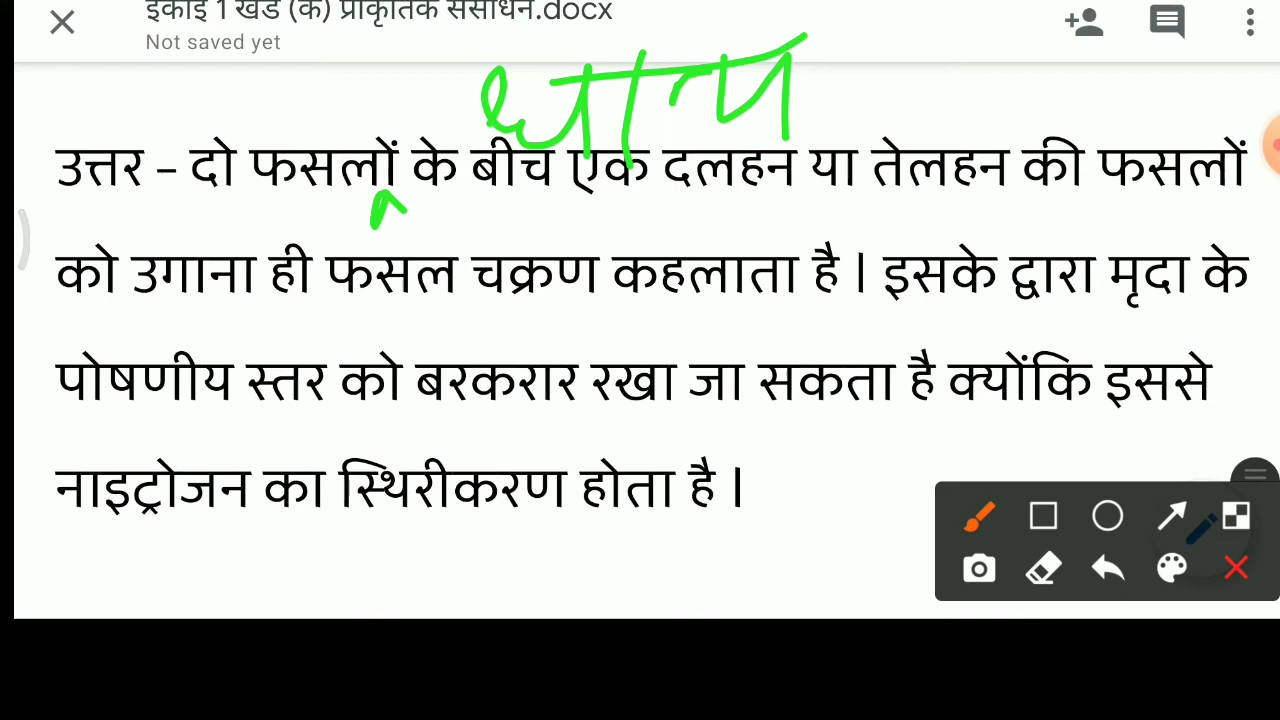 इकाई 1 खंड (क) प्राकृतिक संसाधन.docx
Not saved yet
धान्य
उत्तर – दो फसलों के बीच एक दलहन या तेलहन की फसलों
को उगाना ही फसल चक्रण कहलाता है । इसके द्वारा मृदा के
पोषणीय स्तर को बरकरार रखा जा सकता है क्योंकि इससे
नाइट्रोजन का स्थिरीकरण होता है ।